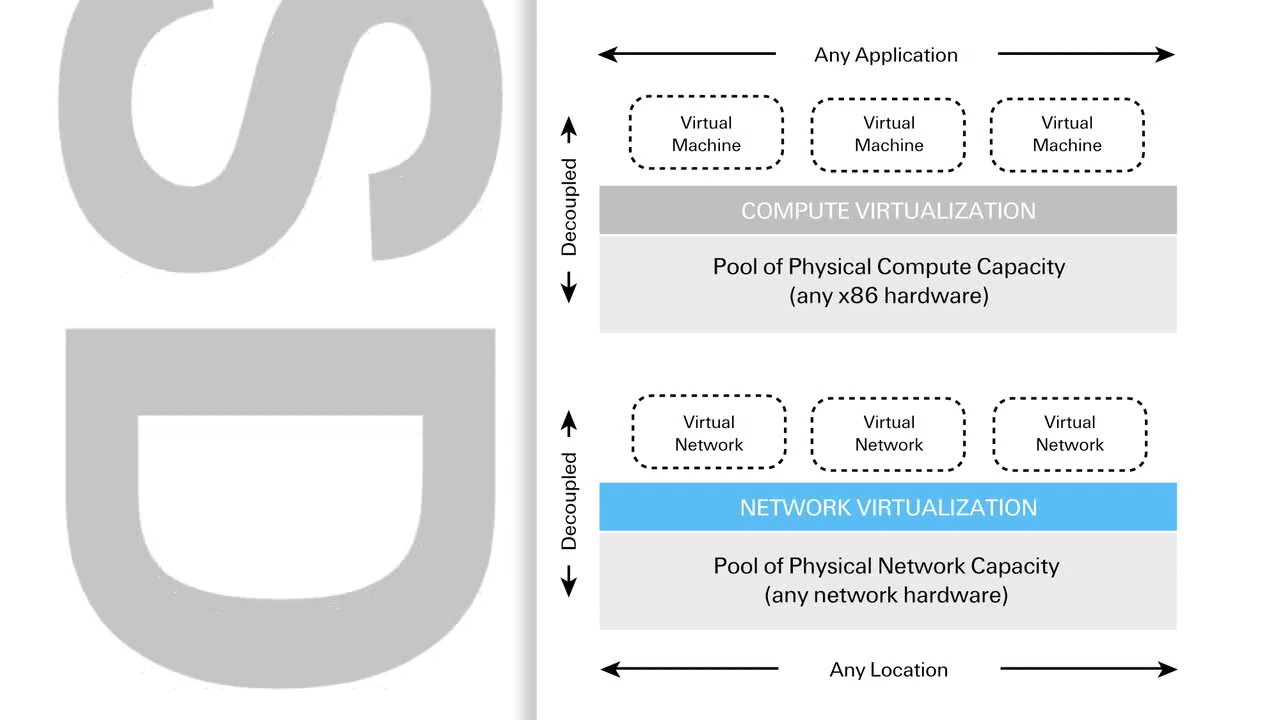 SD
Any Application
Decoupled
Virtual
Machine
Virtual
Machine
Virtual
Machine
COMPUTE VIRTUALIZATION
Pool of Physical Compute Capacity
(any x86 hardware)
Decoupled
Virtual
Network
Virtual
Network
Virtual
Network
NETWORK VIRTUALIZATION
Pool of Physical Network Capacity
(any network hardware)
Any Location